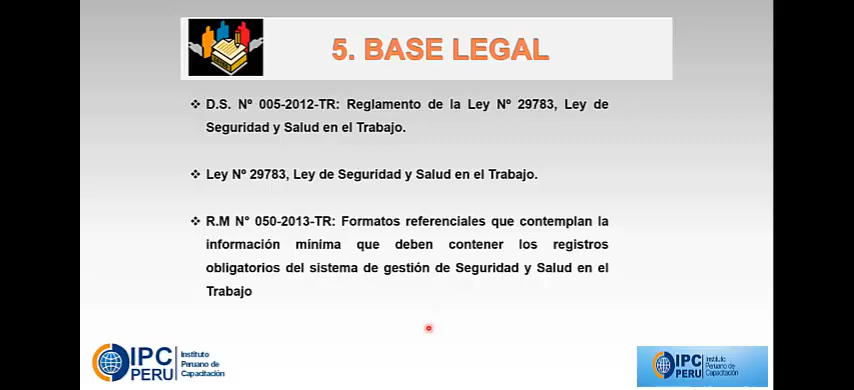 5. BASE LEGAL
❖ D.S. Nº 005-2012-TR: Reglamento de la Ley Nº 29783, Ley de
Seguridad y Salud en el Trabajo.
❖ Ley Nº 29783, Ley de Seguridad y Salud en el Trabajo.
❖ R.M N° 050-2013-TR: Formatos referenciales que contemplan la
información mínima que deben contener los registros
obligatorios del sistema de gestión de Seguridad y Salud en el
Trabajo
IPC
PERU
Instituto
Peruano de
Capacitación
IPC
PERU
Instituto
Peruano de
Capacitación